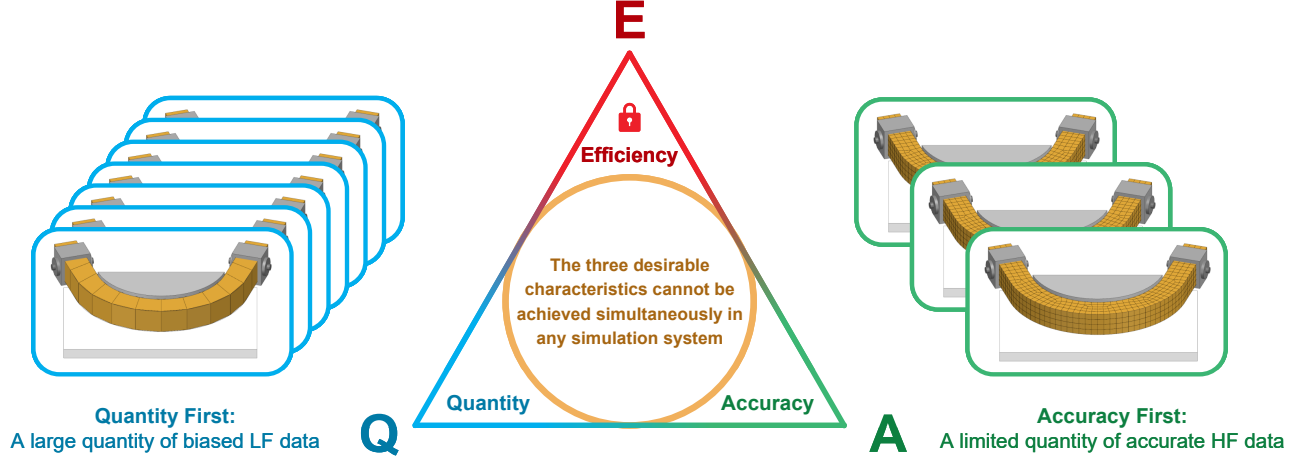 E
Efficiency
The three desirable
characteristics cannot be
achieved simultaneously in
any simulation system
Quantity
Accuracy
Quantity First:
A large quantity of biased LF data
Q
A
Accuracy First:
A limited quantity of accurate HF data